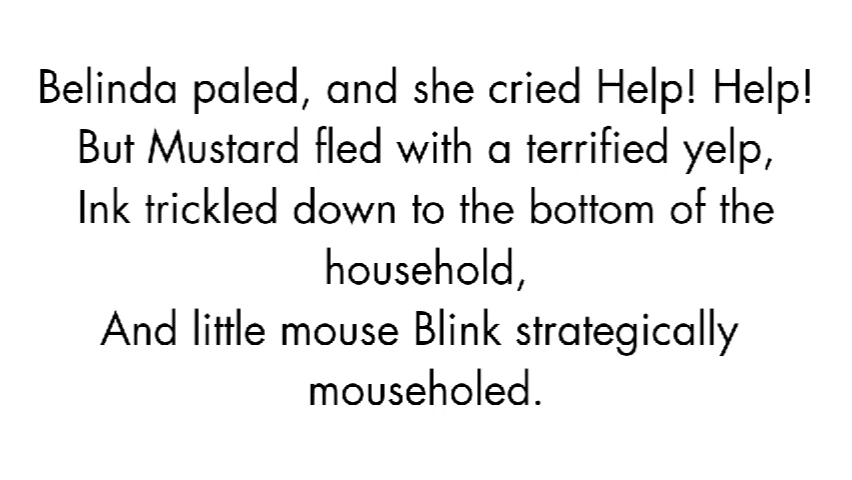 Belinda paled, and she cried Help! Help!
But Mustard fled with a terrified yelp,
Ink trickled down to the bottom of the
household,
And little mouse Blink strategically
mouseholed.